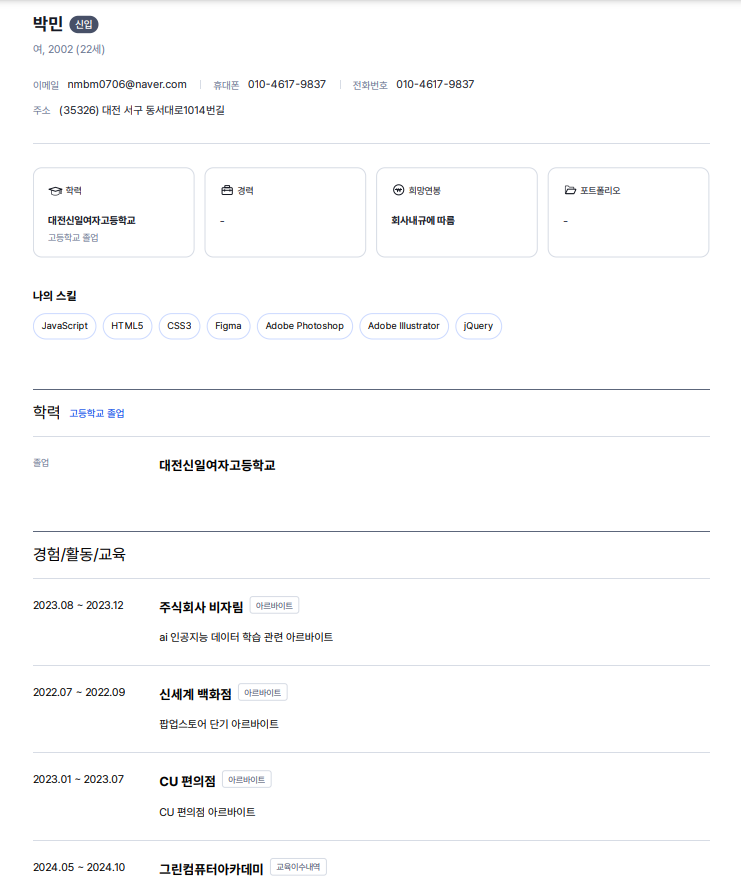 박민 신입
여, 2002 (22세)
이메일 nmbm0706@naver.com 휴대폰 010-4617-9837 전화번호 010-4617-9837
주소 (35326) 대전 서구 동서대로1014번길
학력 경력 희망연봉 포트폴리오
대전신일여자고등학교 - 회사내규에 따름 -
고등학교 졸업
나의 스킬
JavaScript HTML5 CSS3 Figma Adobe Photoshop Adobe Illustrator jQuery
학력 고등학교 졸업
졸업 대전신일여자고등학교
경험/활동/교육
2023.08 ~ 2023.12 주식회사 비자림 아르바이트
ai 인공지능 데이터 학습 관련 아르바이트
2022.07 ~ 2022.09 신세계 백화점 아르바이트
팝업스토어 단기 아르바이트
2023.01 ~ 2023.07 CU 편의점 아르바이트
CU 편의점 아르바이트
2024.05 ~ 2024.10 그린컴퓨터아카데미 교육이수내역